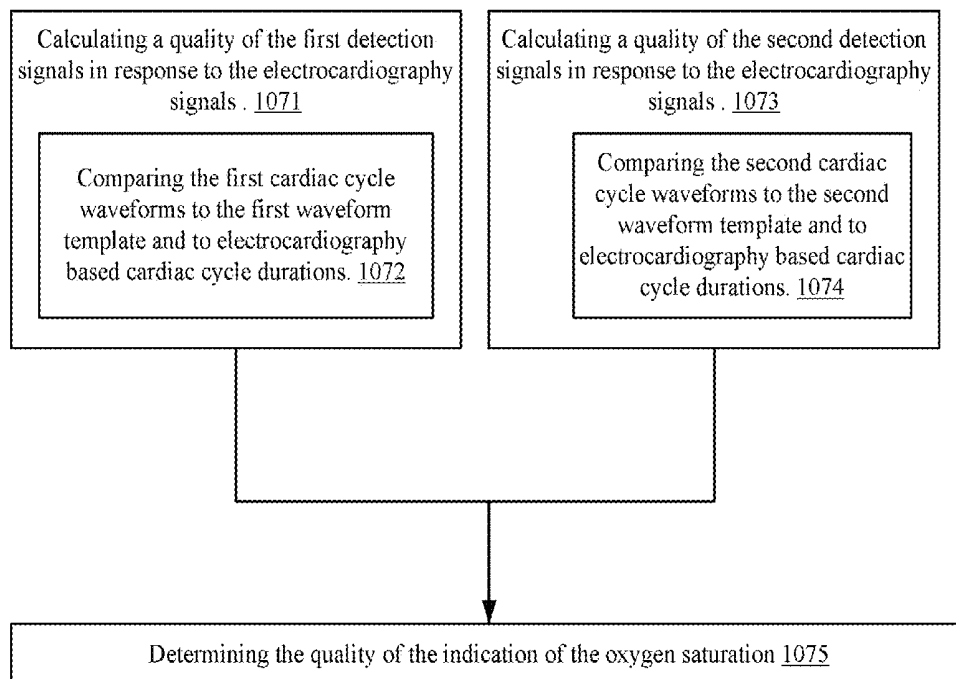 Calculating a quality of the first detection
signals in response to the electrocardiography
signals . 1071
Comparing the first cardiac cycle
waveforms to the first waveform
template and to electrocardiography
based cardiac cycle durations. 1072
Calculating a quality of the second detection
signals in response to the electrocardiography
signals . 1073
Comparing the second cardiac
cycle waveforms to the second
waveform template and to
electrocardiography based cardiac
cycle durations. 1074
Determining the quality of the indication of the oxygen saturation 1075